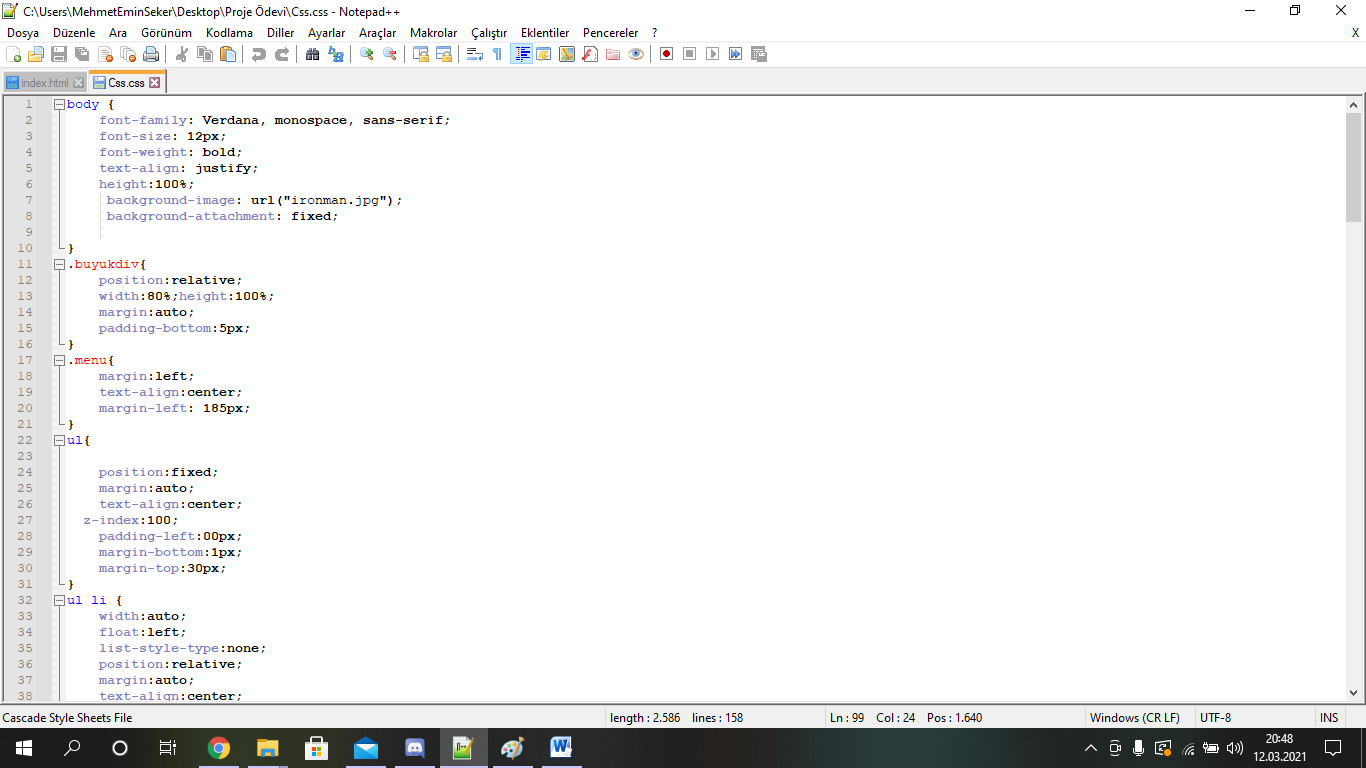 C:\Users\MehmetEminSeker\Desktop\Proje Ödevi\Css.css - Notepad++
Dosya Düzenle Ara Görünüm Kodlama Diller Ayarlar Araçlar Makrolar Çalıştır Eklentiler Pencereler ? X
index.html Css.css
1 body {
2 font-family: Verdana, monospace, sans-serif;
3 font-size: 12px;
4 font-weight: bold;
5 text-align: justify;
6 height:100%;
7 background-image: url("ironman.jpg");
8 background-attachment: fixed;
9
10 }
11 .buyukdiv{
12 position:relative;
13 width:80%;height:100%;
14 margin:auto;
15 padding-bottom:5px;
16 }
17 .menu{
18 margin:left;
19 text-align:center;
20 margin-left: 185px;
21 }
22 ul{
23
24 position:fixed;
25 margin:auto;
26 text-align:center;
27 z-index:100;
28 padding-left:00px;
29 margin-bottom:1px;
30 margin-top:30px;
31 }
32 ul li {
33 width:auto;
34 float:left;
35 list-style-type:none;
36 position:relative;
37 margin:auto;
38 text-align:center;
Cascade Style Sheets File length : 2.586 lines : 158 Ln : 99 Col : 24 Pos : 1.640 Windows (CR LF) UTF-8 INS
20:48
12.03.2021